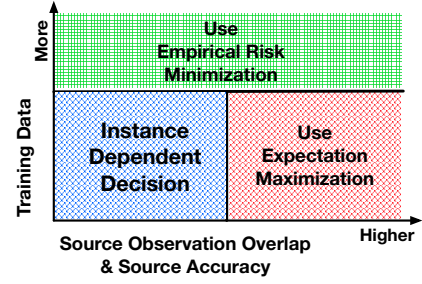 More
Training Data
Use
Empirical Risk
Minimization
Instance
Dependent
Decision
Use
Expectation
Maximization
Higher
Source Observation Overlap
& Source Accuracy